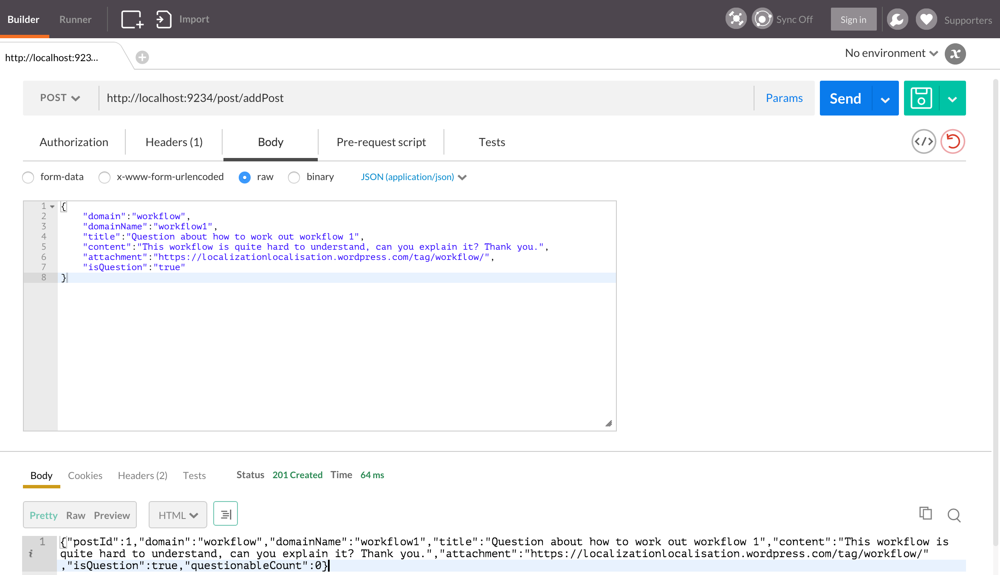 Builder Runner Import Sync Off Sign in Supporters
http://localhost:923... No environment
POST http://localhost:9234/post/addPost Params Send
Authorization Headers (1) Body Pre-request script Tests
form-data x-www-form-urlencoded raw binary JSON (application/json)
1 {
2 "domain":"workflow",
3 "domainName":"workflow1",
4 "title":"Question about how to work out workflow 1",
5 "content":"This workflow is quite hard to understand, can you explain it? Thank you.",
6 "attachment":"https://localizationlocalisation.wordpress.com/tag/workflow/",
7 "isQuestion":"true"
8 }
Body Cookies Headers (2) Tests Status 201 Created Time 64 ms
Pretty Raw Preview HTML
1 {"postId":1,"domain":"workflow","domainName":"workflow1","title":"Question about how to work out workflow 1","content":"This workflow is
quite hard to understand, can you explain it? Thank you.","attachment":"https://localizationlocalisation.wordpress.com/tag/workflow/"
,"isQuestion":true,"questionableCount":0}